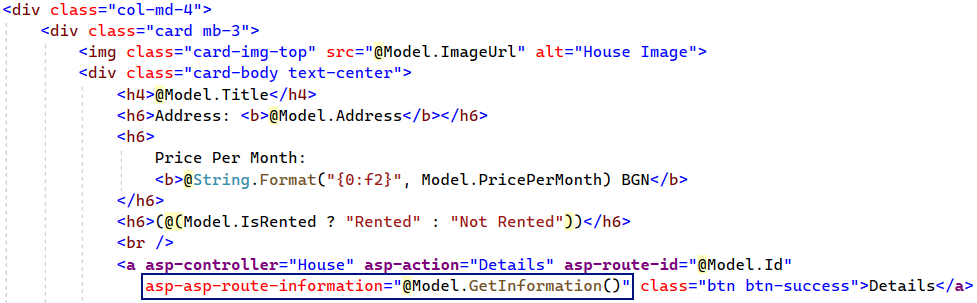 <div class="col-md-4">
<div class="card mb-3">
<img class="card-img-top" src="@Model.ImageUrl" alt="House Image">
<div class="card-body text-center">
<h4>@Model.Title</h4>
<h6>Address: <b>@Model.Address</b></h6>
<h6>
Price Per Month:
<b>@String.Format("{0:f2}", Model.PricePerMonth) BGN</b>
</h6>
<h6>(@(Model.IsRented ? "Rented" : "Not Rented"))</h6>
<br />
<a asp-controller="House" asp-action="Details" asp-route-id="@Model.Id"
asp-asp-route-information="@Model.GetInformation()" class="btn btn-success">Details</a>